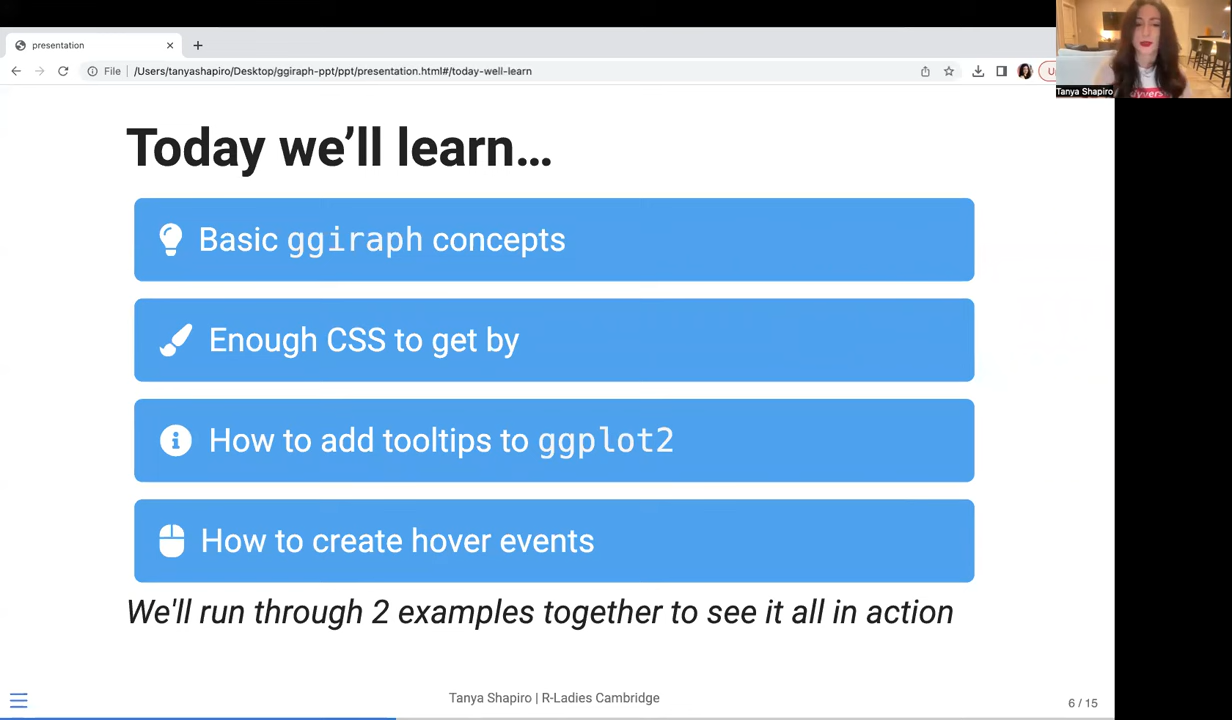 presentation
File
/Users/tanyashapiro/Desktop/ggiraph-ppt/ppt/presentation.html#/today-well-learn
Tanya Shapiro
Today we’ll learn…
Basic ggiraph concepts
Enough CSS to get by
How to add tooltips to ggplot2
How to create hover events
We'll run through 2 examples together to see it all in action
Tanya Shapiro | R-Ladies Cambridge
6 / 15